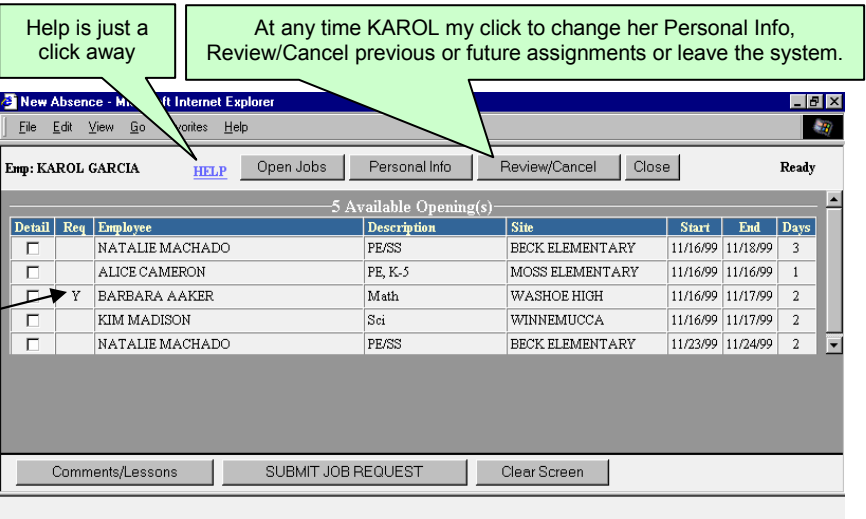 Help is just a
click away
At any time KAROL my click to change her Personal Info,
Review/Cancel previous or future assignments or leave the system.
New Absence - M ft Internet Explorer
File Edit View Go vorites Help
Emp: KAROL GARCIA HELP Open Jobs Personal Info Review/Cancel Close Ready
5 Available Opening(s)
Detail Req Employee Description Site Start End Days
NATALIE MACHADO PE/SS BECK ELEMENTARY 11/16/99 11/18/99 3
ALICE CAMERON PE, K-5 MOSS ELEMENTARY 11/16/99 11/16/99 1
Y BARBARA AAKER Math WASHOE HIGH 11/16/99 11/17/99 2
KIM MADISON Sci WINNEMUCCA 11/16/99 11/17/99 2
NATALIE MACHADO PE/SS BECK ELEMENTARY 11/23/99 11/24/99 2
Comments/Lessons SUBMIT JOB REQUEST Clear Screen